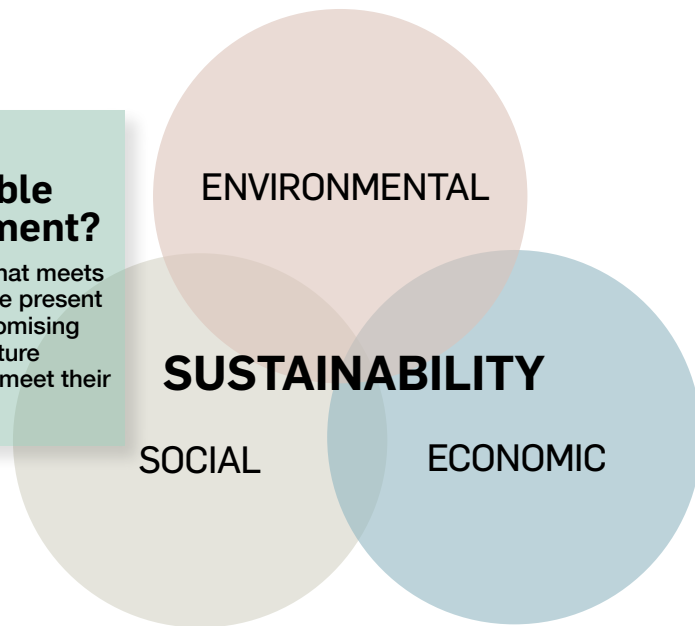 ble
ment?
hat meets
e present
omising
ture
meet their
ENVIRONMENTAL
SUSTAINABILITY
SOCIAL
ECONOMIC